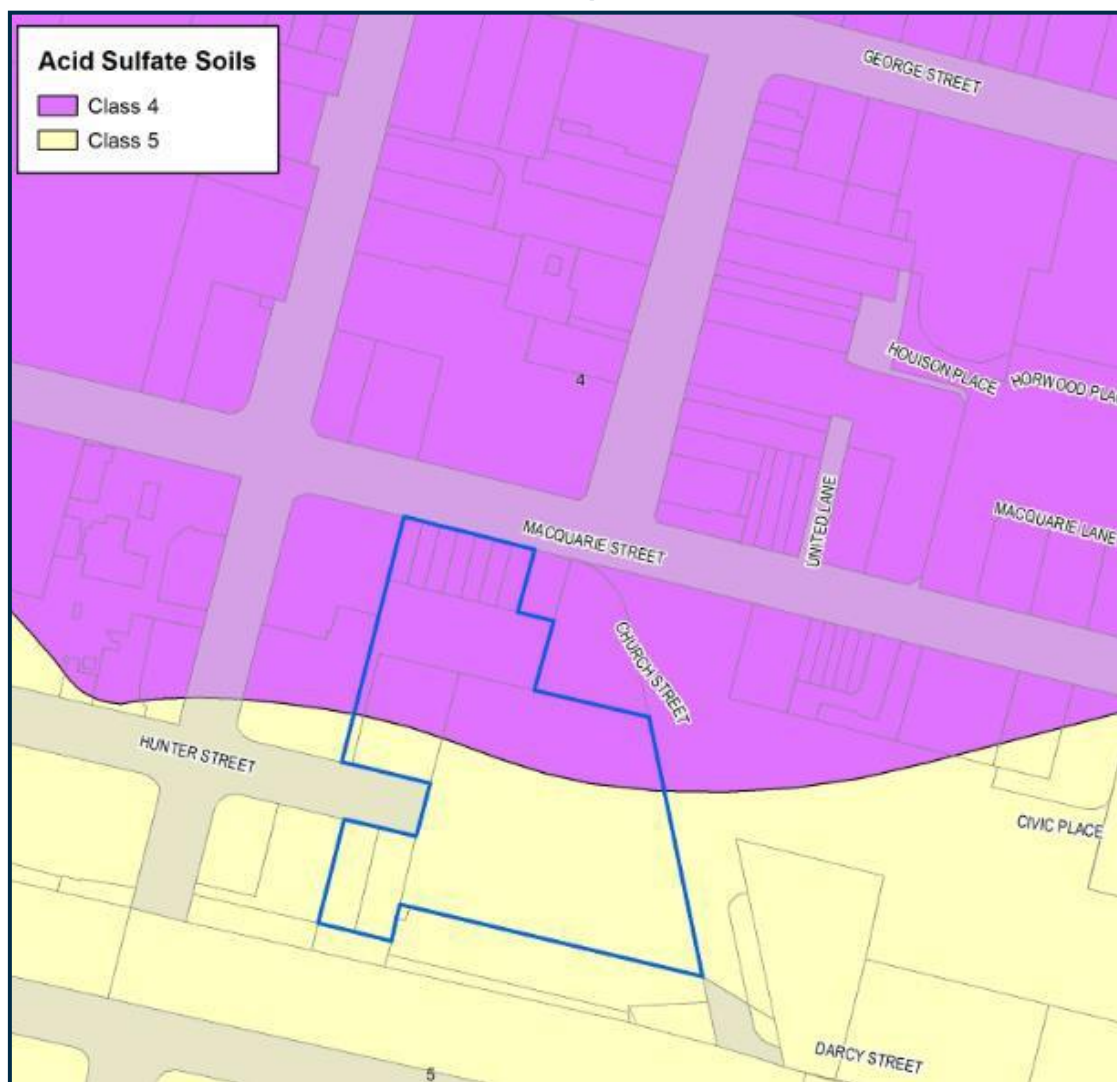 Acid Sulfate Soils
Class 4
Class 5
GEORGE STREET
HOUISON PLACE
HORWOOD PLA
4
UNITED LANE
MACQUARIE LANE
MACQUARIE STREET
CHURCH STREET
HUNTER STREET
CIVIC PLACE
DARCY STREET
5